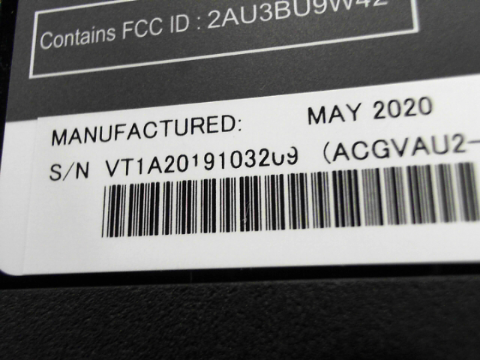 Contains FCC ID : 2AU3BU9W42
MANUFACTURED: MAY 2020
S/N VT1A2019103209 (ACGVAU2-